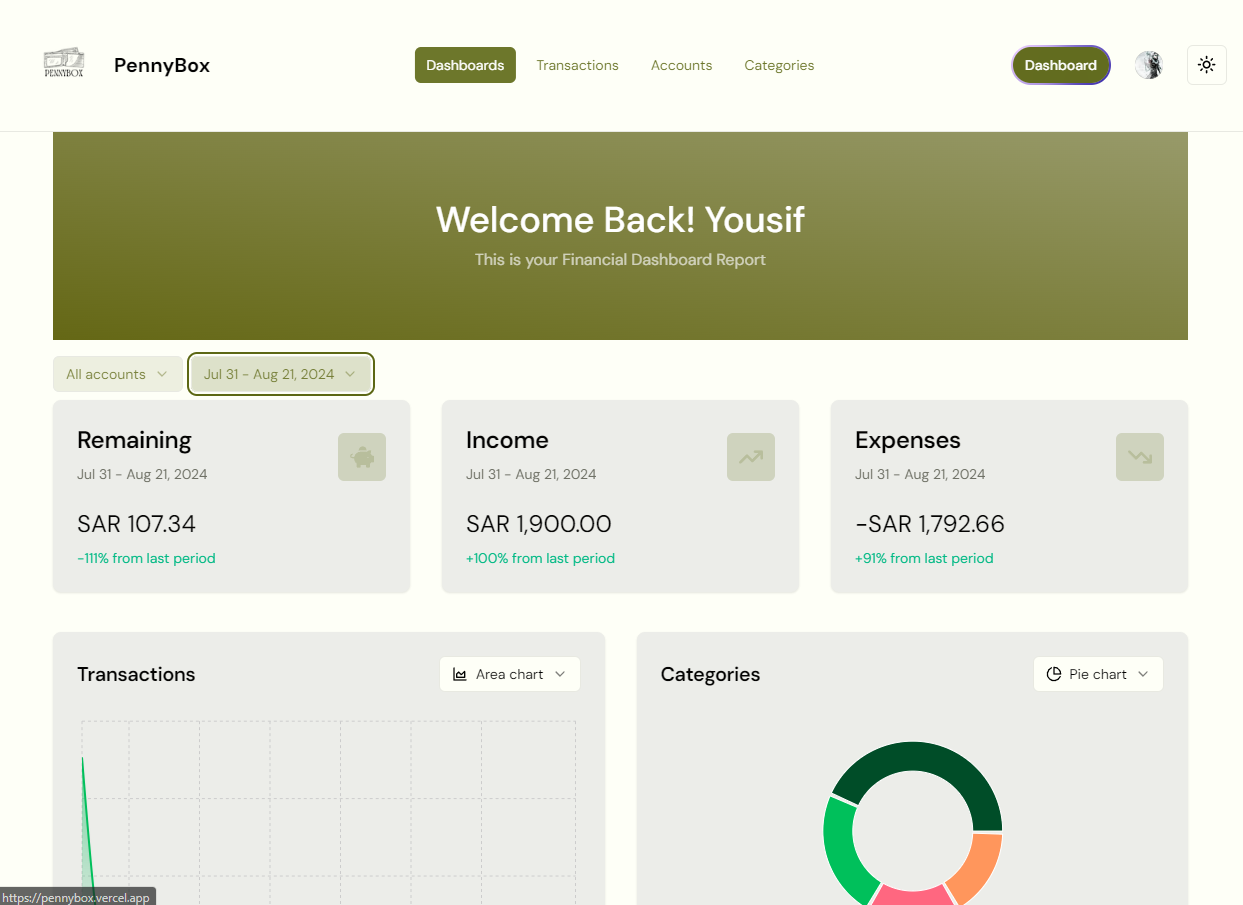 PENNYBOX
PennyBox
Dashboards
Transactions
Accounts
Categories
Dashboard
Welcome Back! Yousif
This is your Financial Dashboard Report
All accounts
Jul 31 - Aug 21, 2024
Remaining
Jul 31 - Aug 21, 2024
SAR 107.34
-111% from last period
Income
Jul 31 - Aug 21, 2024
SAR 1,900.00
+100% from last period
Expenses
Jul 31 - Aug 21, 2024
-SAR 1,792.66
+91% from last period
Transactions
Area chart
Categories
Pie chart
https://pennybox.vercel.app